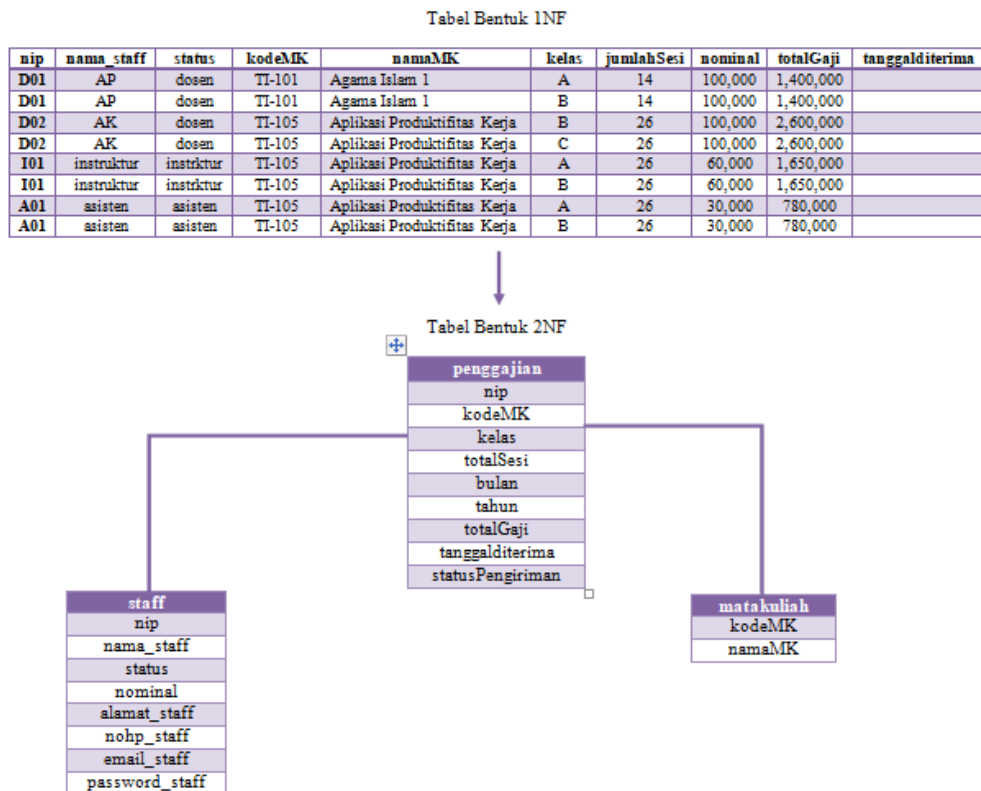 Tabel Bentuk 1NF
nip nama_staff status kodeMK namaMK kelas jumlahSesi nominal totalGaji tanggalditerima
D01 AP dosen TI-101 Agama Islam 1 A 14 100,000 1,400,000
D01 AP dosen TI-101 Agama Islam 1 B 14 100,000 1,400,000
D02 AK dosen TI-105 Aplikasi Produktifitas Kerja B 26 100,000 2,600,000
D02 AK dosen TI-105 Aplikasi Produktifitas Kerja C 26 100,000 2,600,000
I01 instruktur instrktur TI-105 Aplikasi Produktifitas Kerja A 26 60,000 1,650,000
I01 instruktur instrktur TI-105 Aplikasi Produktifitas Kerja B 26 60,000 1,650,000
A01 asisten asisten TI-105 Aplikasi Produktifitas Kerja A 26 30,000 780,000
A01 asisten asisten TI-105 Aplikasi Produktifitas Kerja B 26 30,000 780,000
Tabel Bentuk 2NF
penggajian
nip
kodeMK
kelas
totalSesi
bulan
tahun
totalGaji
tanggalditerima
statusPengiriman
staff
nip
nama_staff
status
nominal
alamat_staff
nohp_staff
email_staff
password_staff
matakuliah
kodeMK
namaMK